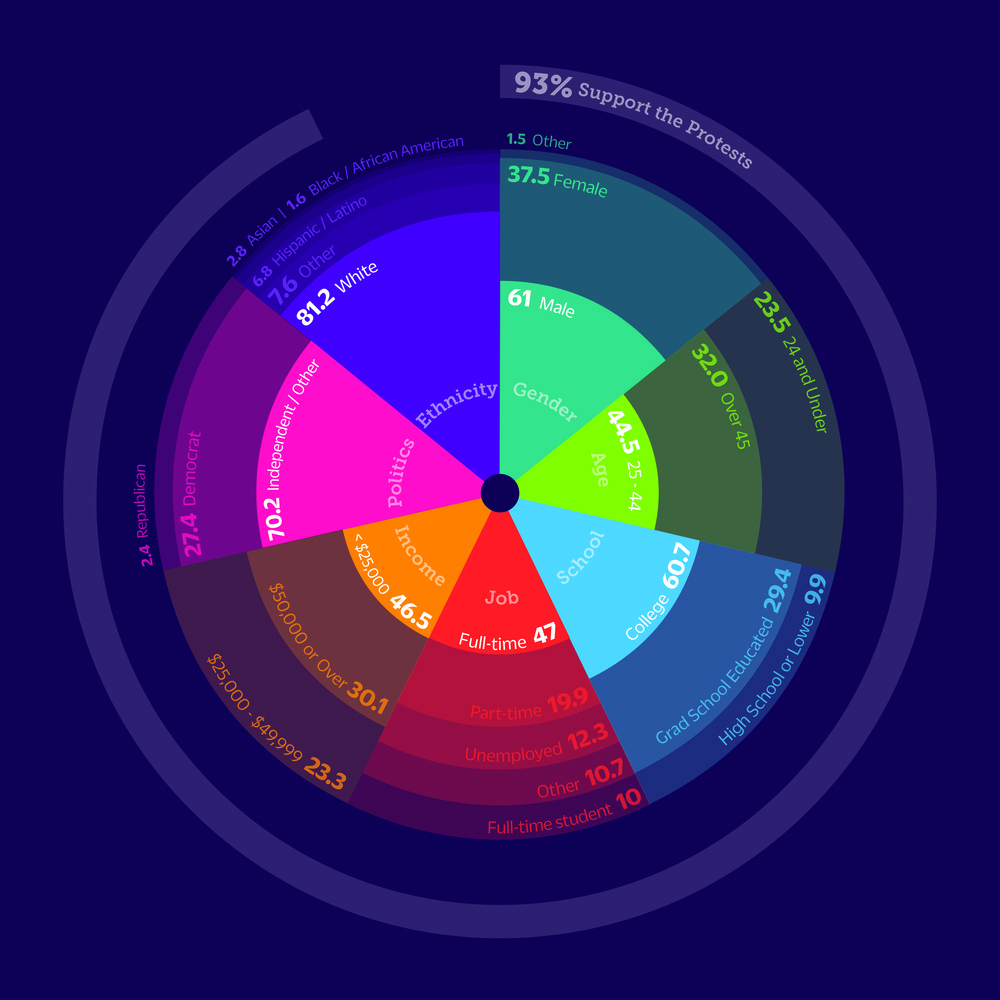 93% Support the Protests
1.5 Other
37.5 Female
61 Male
Gender
23.5 24 and Under
32.0 Over 45
44.5 25 - 44
Age
School
College 60.7
Grad School Educated 29.4
High School or Lower 9.9
Job
Full-time 47
Part-time 19.9
Unemployed 12.3
Other 10.7
Full-time student 10
Income
< $25,000 46.5
$50,000 or Over 30.1
$25,000 - $49,999 23.3
Politics
70.2 Independent / Other
27.4 Democrat
2.4 Republican
Ethnicity
81.2 White
7.6 Other
6.8 Hispanic / Latino
2.8 Asian | 1.6 Black / African American